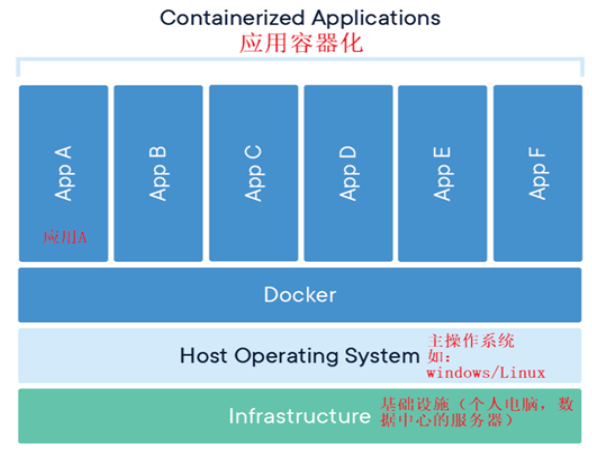 Containerized Applications
应用容器化
App A
App B
App C
App D
App E
App F
应用A
Docker
Host Operating System
主操作系统
如:
windows/Linux
Infrastructure
基础设施（个人电脑，数
据中心的服务器）